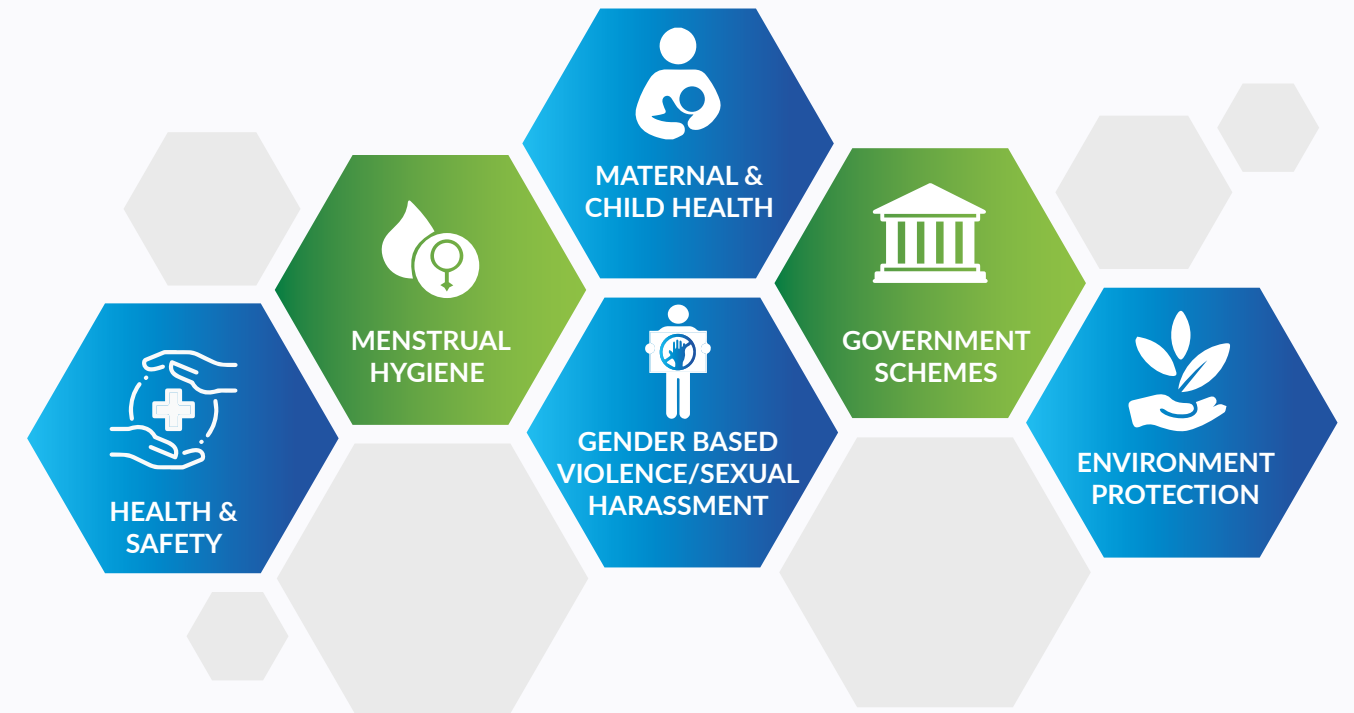 MATERNAL &
CHILD HEALTH
MENSTRUAL
HYGIENE
GOVERNMENT
SCHEMES
HEALTH &
SAFETY
GENDER BASED
VIOLENCE/SEXUAL
HARASSMENT
ENVIRONMENT
PROTECTION